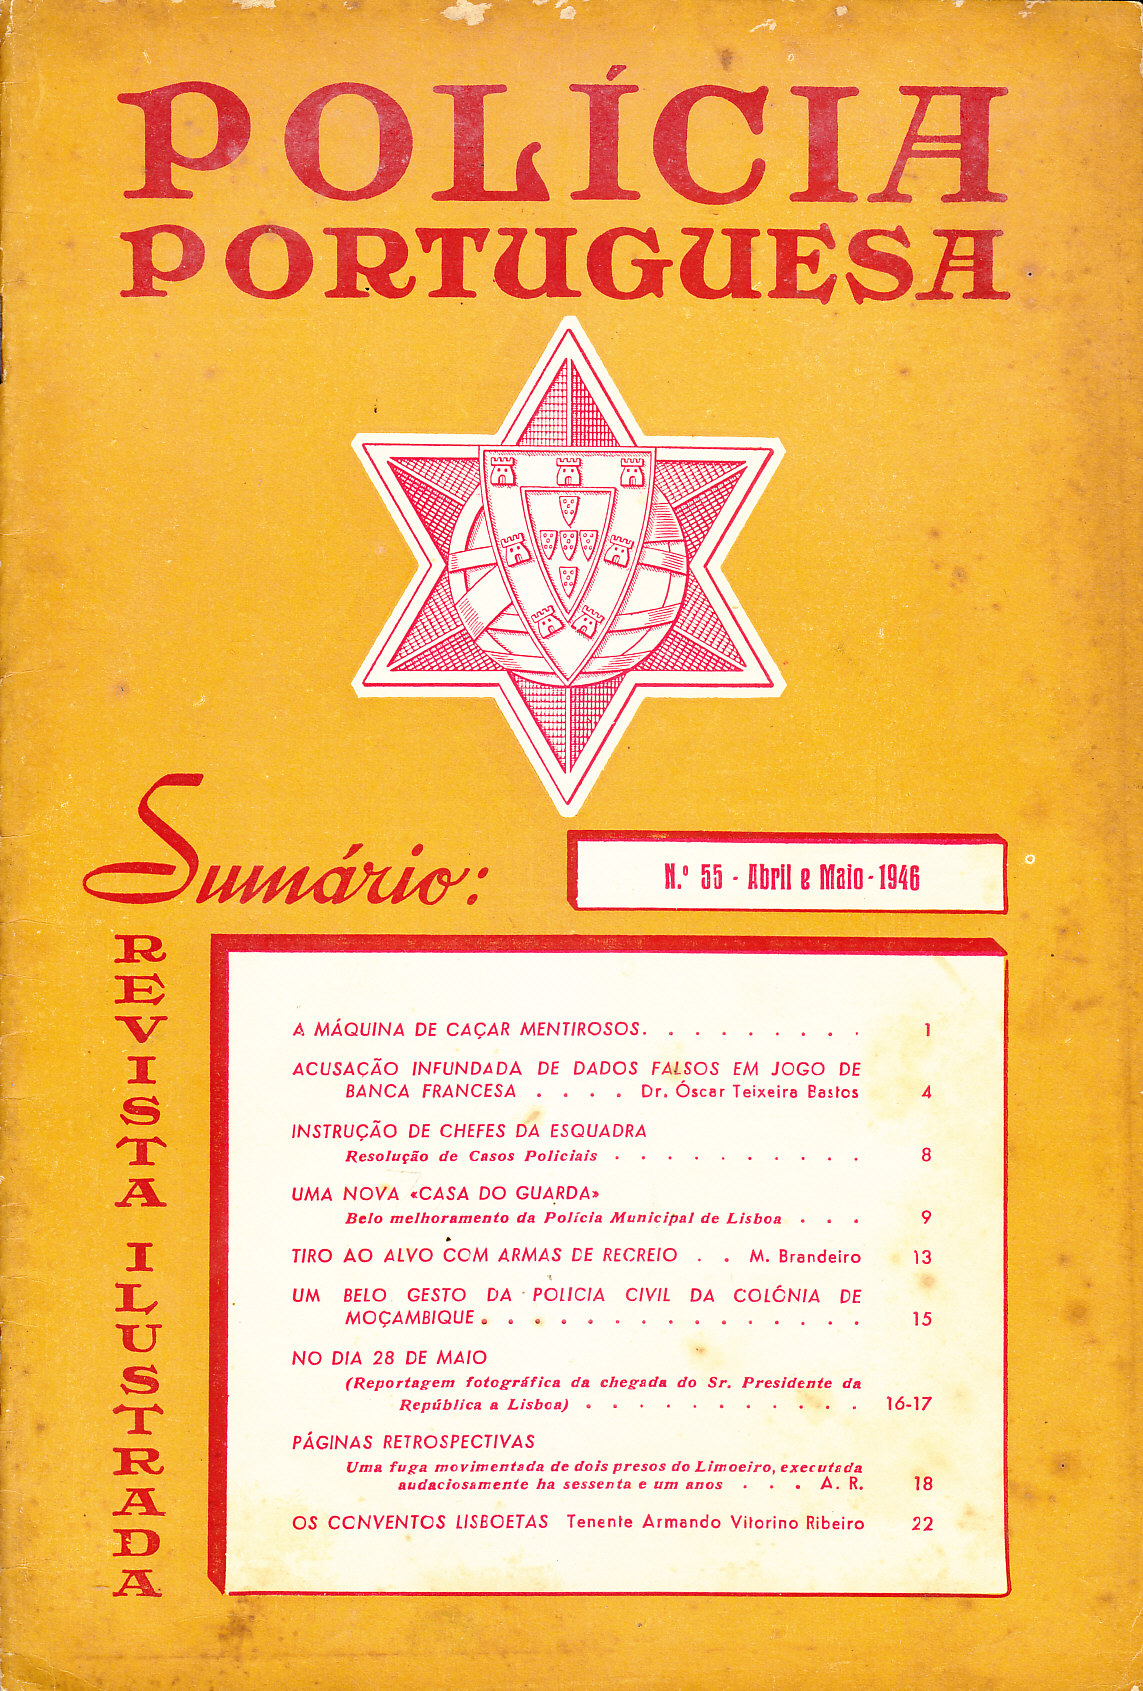 POLÍCIA
PORTUGUESA
Sumário:
N.º 55 - Abril e Maio - 1946
REVISTA ILUSTRADA
A MÁQUINA DE CAÇAR MENTIROSOS. . . . . . . . . 1
ACUSAÇÃO INFUNDADA DE DADOS FALSOS EM JOGO DE
BANCA FRANCESA . . . . Dr. Óscar Teixeira Bastos 4
INSTRUÇÃO DE CHEFES DA ESQUADRA
Resolução de Casos Policiais . . . . . . . . . . 8
UMA NOVA «CASA DO GUARDA»
Belo melhoramento da Polícia Municipal de Lisboa . . . 9
TIRO AO ALVO COM ARMAS DE RECREIO . . M. Brandeiro 13
UM BELO GESTO DA POLICIA CIVIL DA COLÓNIA DE
MOÇAMBIQUE . . . . . . . . . . . . . . . 15
NO DIA 28 DE MAIO
(Reportagem fotográfica da chegada do Sr. Presidente da
República a Lisboa) . . . . . . . . . . . 16-17
PÁGINAS RETROSPECTIVAS
Uma fuga movimentada de dois presos do Limoeiro, executada
audaciosamente ha sessenta e um anos . . . A. R. 18
OS CONVENTOS LISBOETAS Tenente Armando Vitorino Ribeiro 22